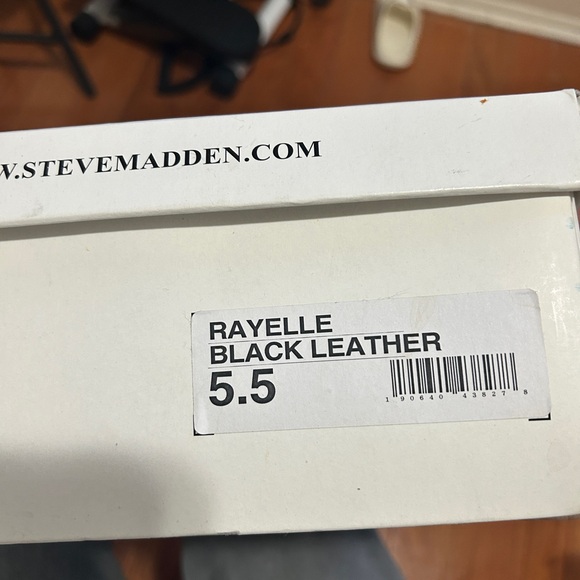 W.STEVEMADDEN.COM
RAYELLE
BLACK LEATHER
5.5
1 90640 43827 8